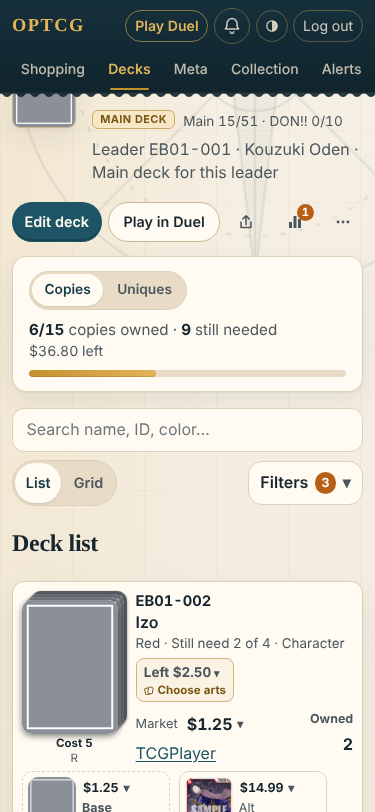 OPTCG
Play Duel
Log out
Shopping
Decks
Meta
Collection
Alerts
MAIN DECK
Main 15/51 · DON!! 0/10
Leader EB01-001 · Kouzuki Oden ·
Main deck for this leader
Edit deck
Play in Duel
1
Copies
Uniques
6/15 copies owned · 9 still needed
$36.80 left
Search name, ID, color...
List
Grid
Filters 3 ▾
Deck list
EB01-002
Izo
Red · Still need 2 of 4 · Character
Left $2.50 ▾
Choose arts
Market $1.25 ▾
Owned
2
TCGPlayer
Cost 5
R
$1.25 ▾
Base
$14.99 ▾
Alt
SAMPLE